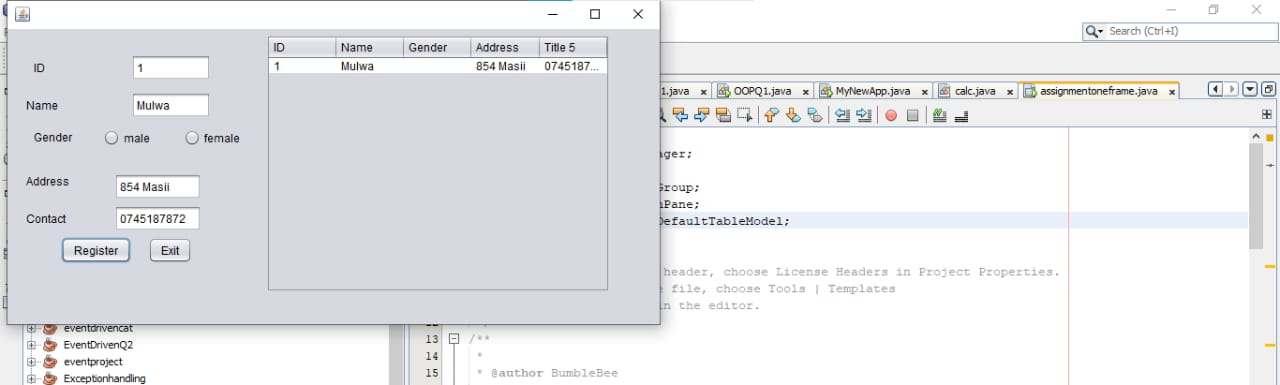 Search (Ctrl+I)
ID Name Gender Address Title 5
1 Mulwa 854 Masii 0745187...
ID 1
Name Mulwa
Gender male female
Address 854 Masii
Contact 0745187872
Register Exit
1.java OOPQ1.java MyNewApp.java calc.java assignmentoneframe.java
ager;
Group;
nPane;
DefaultTableModel;
header, choose License Headers in Project Properties.
file, choose Tools | Templates
in the editor.
13 /**
14 *
15 * @author BumbleBee
eventdrivencat
EventDrivenQ2
eventproject
Exceptionhandling